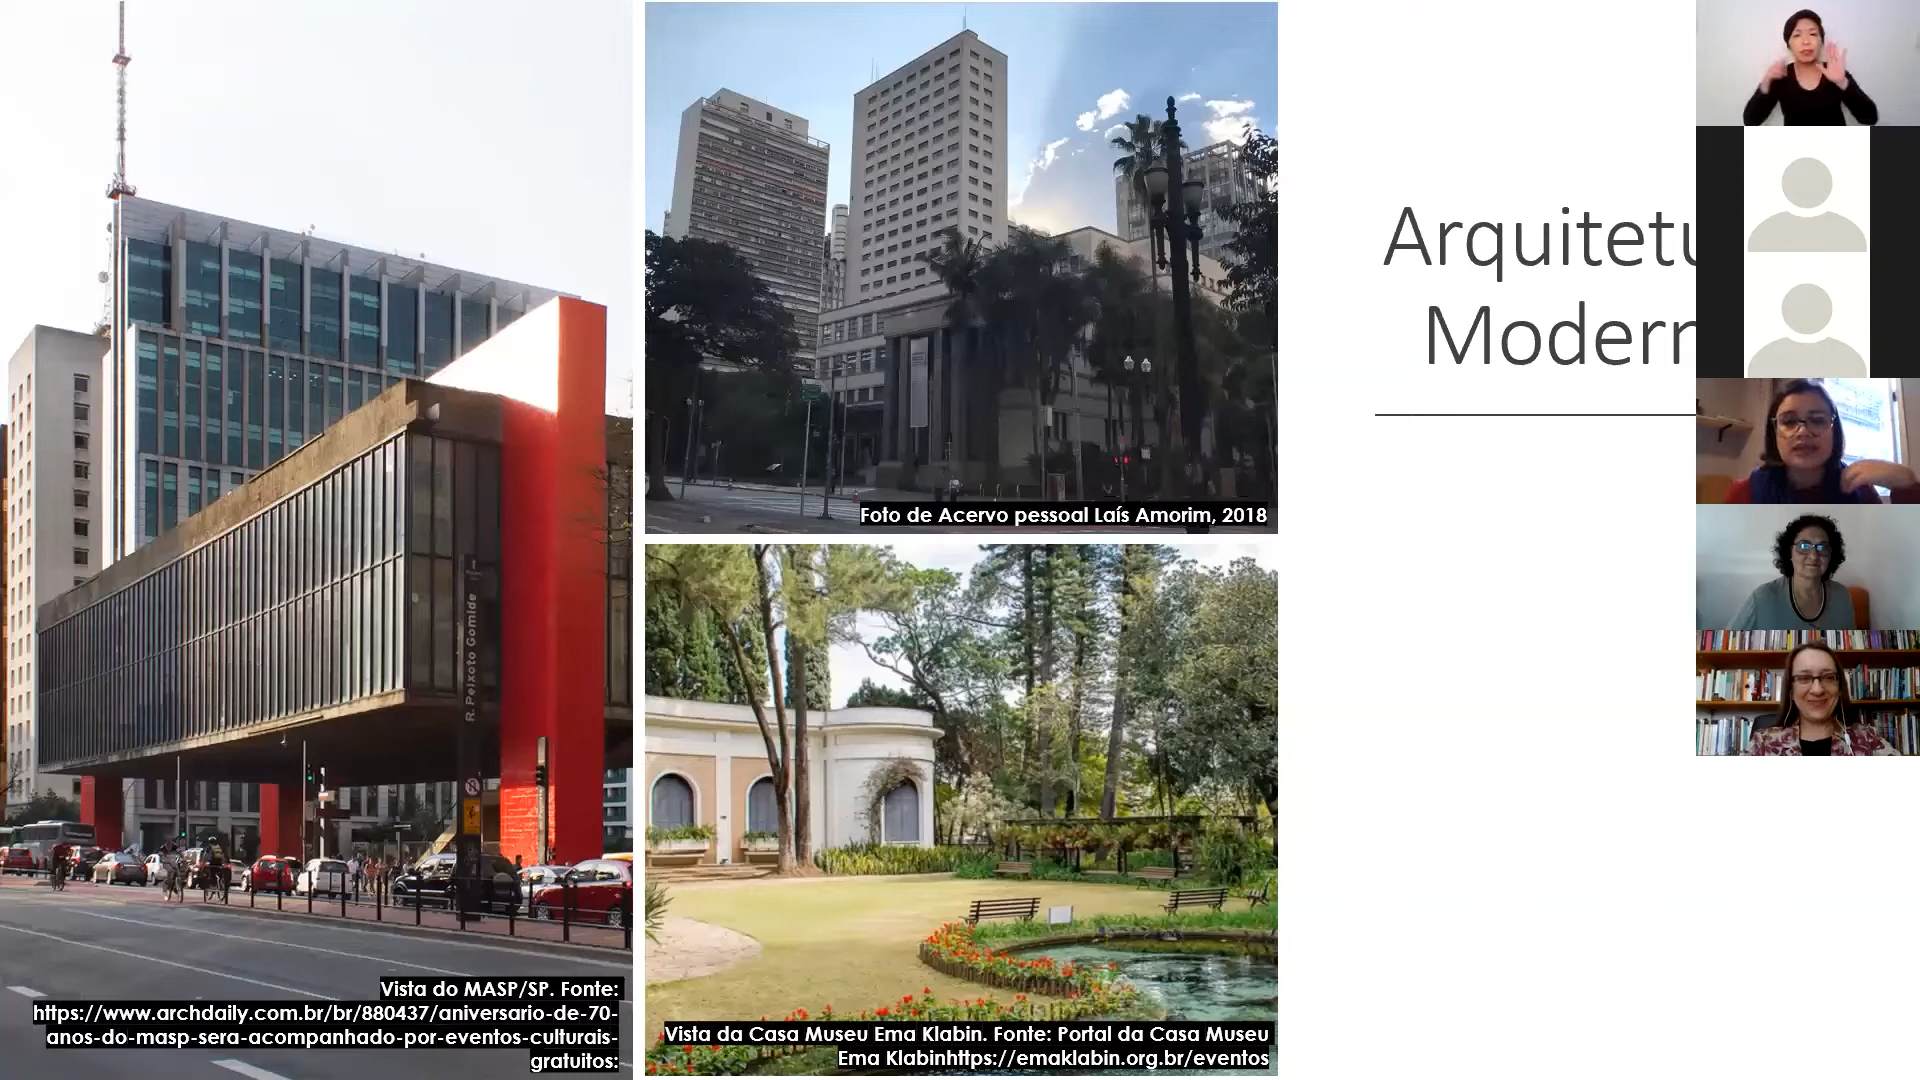 R. Peixoto Gomide
Vista do MASP/SP. Fonte:
https://www.archdaily.com.br/br/880437/aniversario-de-70-
anos-do-masp-sera-acompanhado-por-eventos-culturais-
gratuitos:
Foto de Acervo pessoal Laís Amorim, 2018
Vista da Casa Museu Ema Klabin. Fonte: Portal da Casa Museu
Ema Klabinhttps://emaklabin.org.br/eventos
Arquitetu
Modern